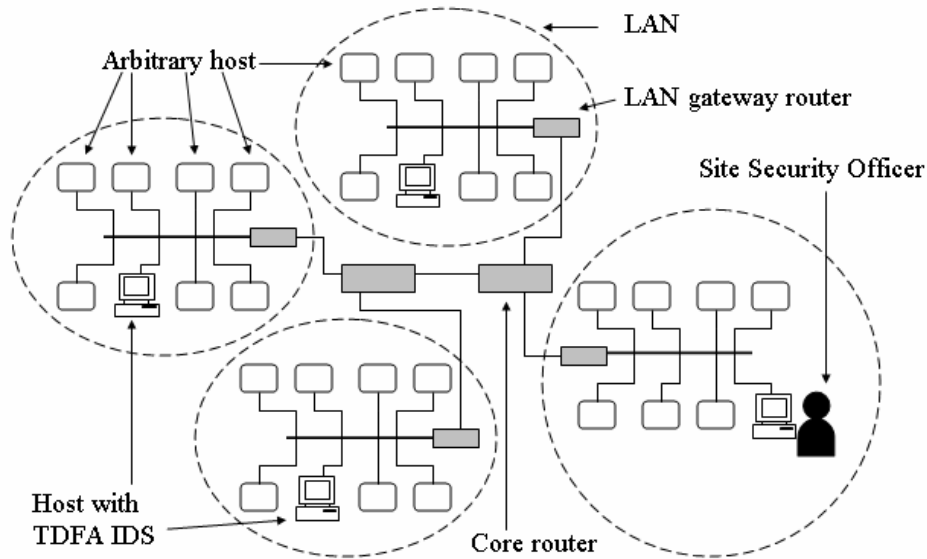 LAN
Arbitrary host
LAN gateway router
Site Security Officer
Host with
TDFA IDS
Core router